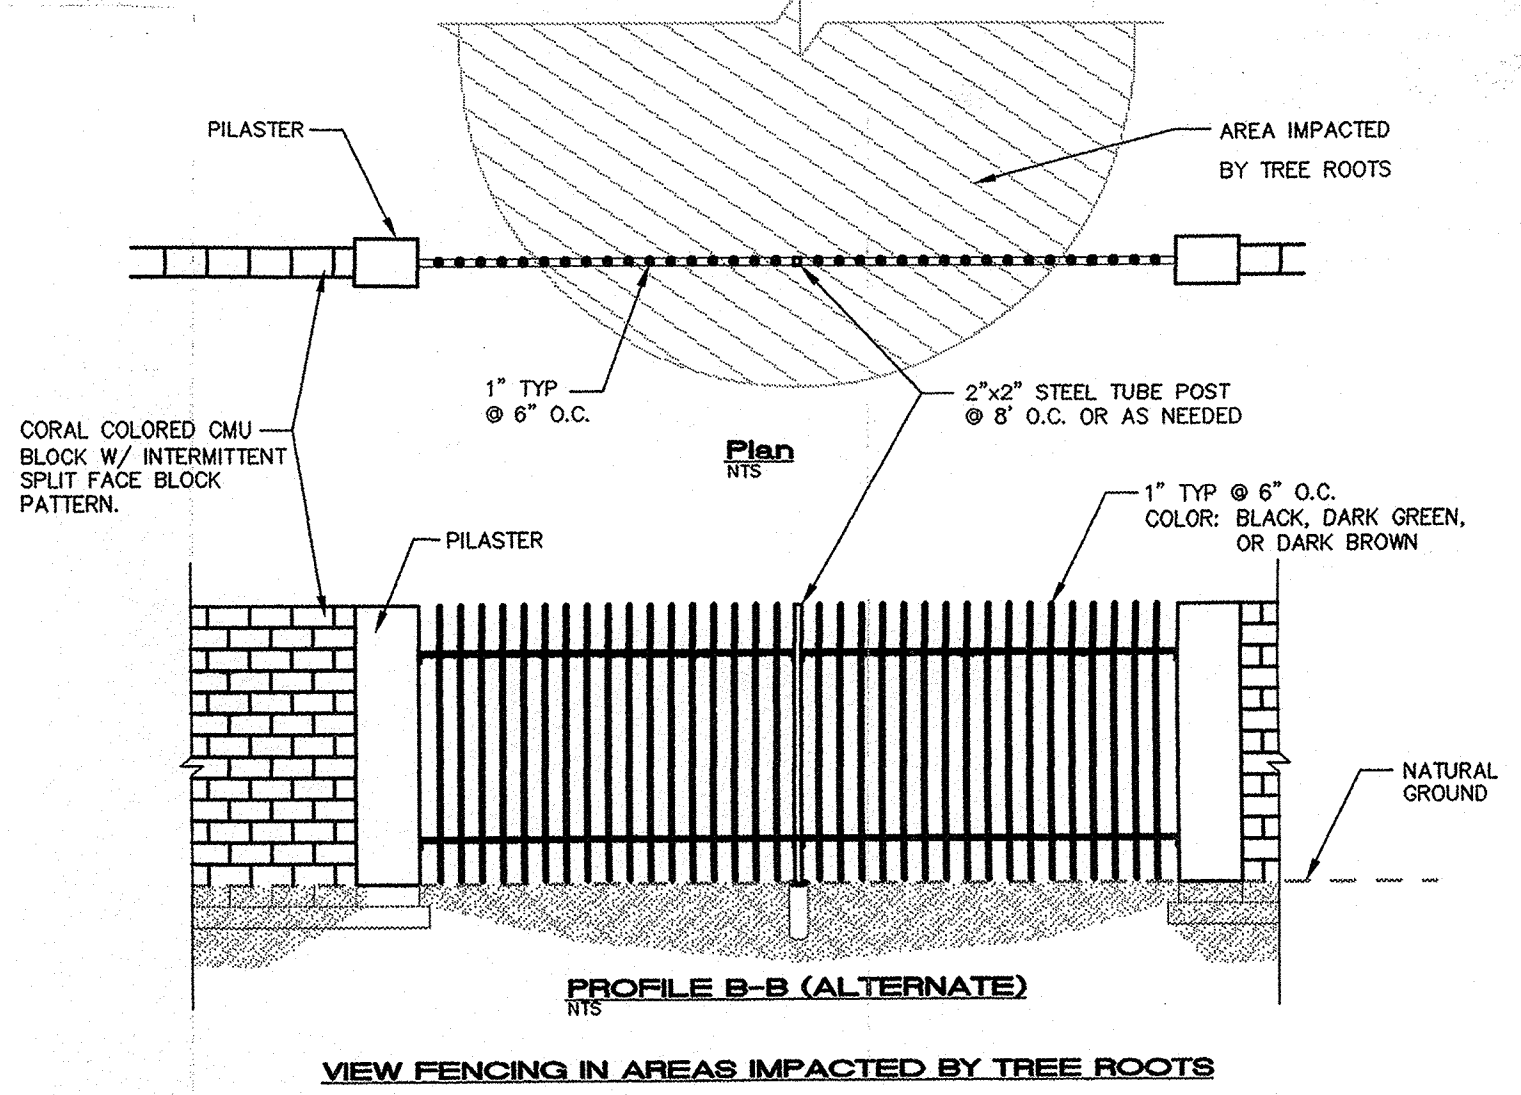 PILASTER
AREA IMPACTED
BY TREE ROOTS
1" TYP
@ 6" O.C.
2"x2" STEEL TUBE POST
@ 8' O.C. OR AS NEEDED
CORAL COLORED CMU
BLOCK W/ INTERMITTENT
SPLIT FACE BLOCK
PATTERN.
Plan
NTS
1" TYP @ 6" O.C.
COLOR: BLACK, DARK GREEN,
OR DARK BROWN
PILASTER
NATURAL
GROUND
PROFILE B-B (ALTERNATE)
NTS
VIEW FENCING IN AREAS IMPACTED BY TREE ROOTS